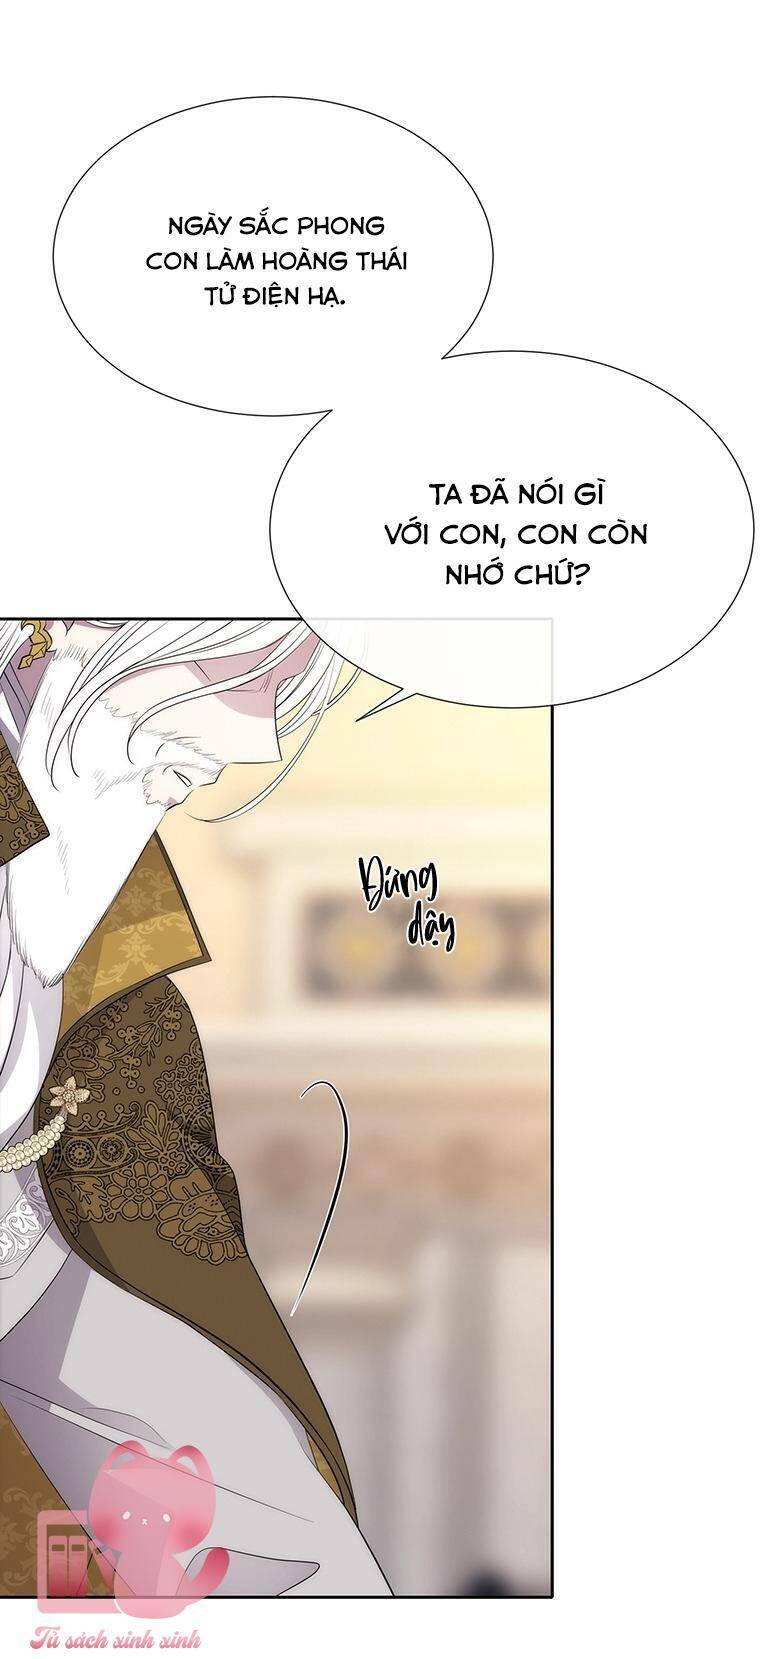 NGÀY SẮC PHONG
CON LÀM HOÀNG THÁI
TỬ ĐIỆN HẠ.
TA ĐÃ NÓI GÌ
VỚI CON, CON CÒN
NHỚ CHỨ?
Đứng
dậy
Tủ sách xinh xinh